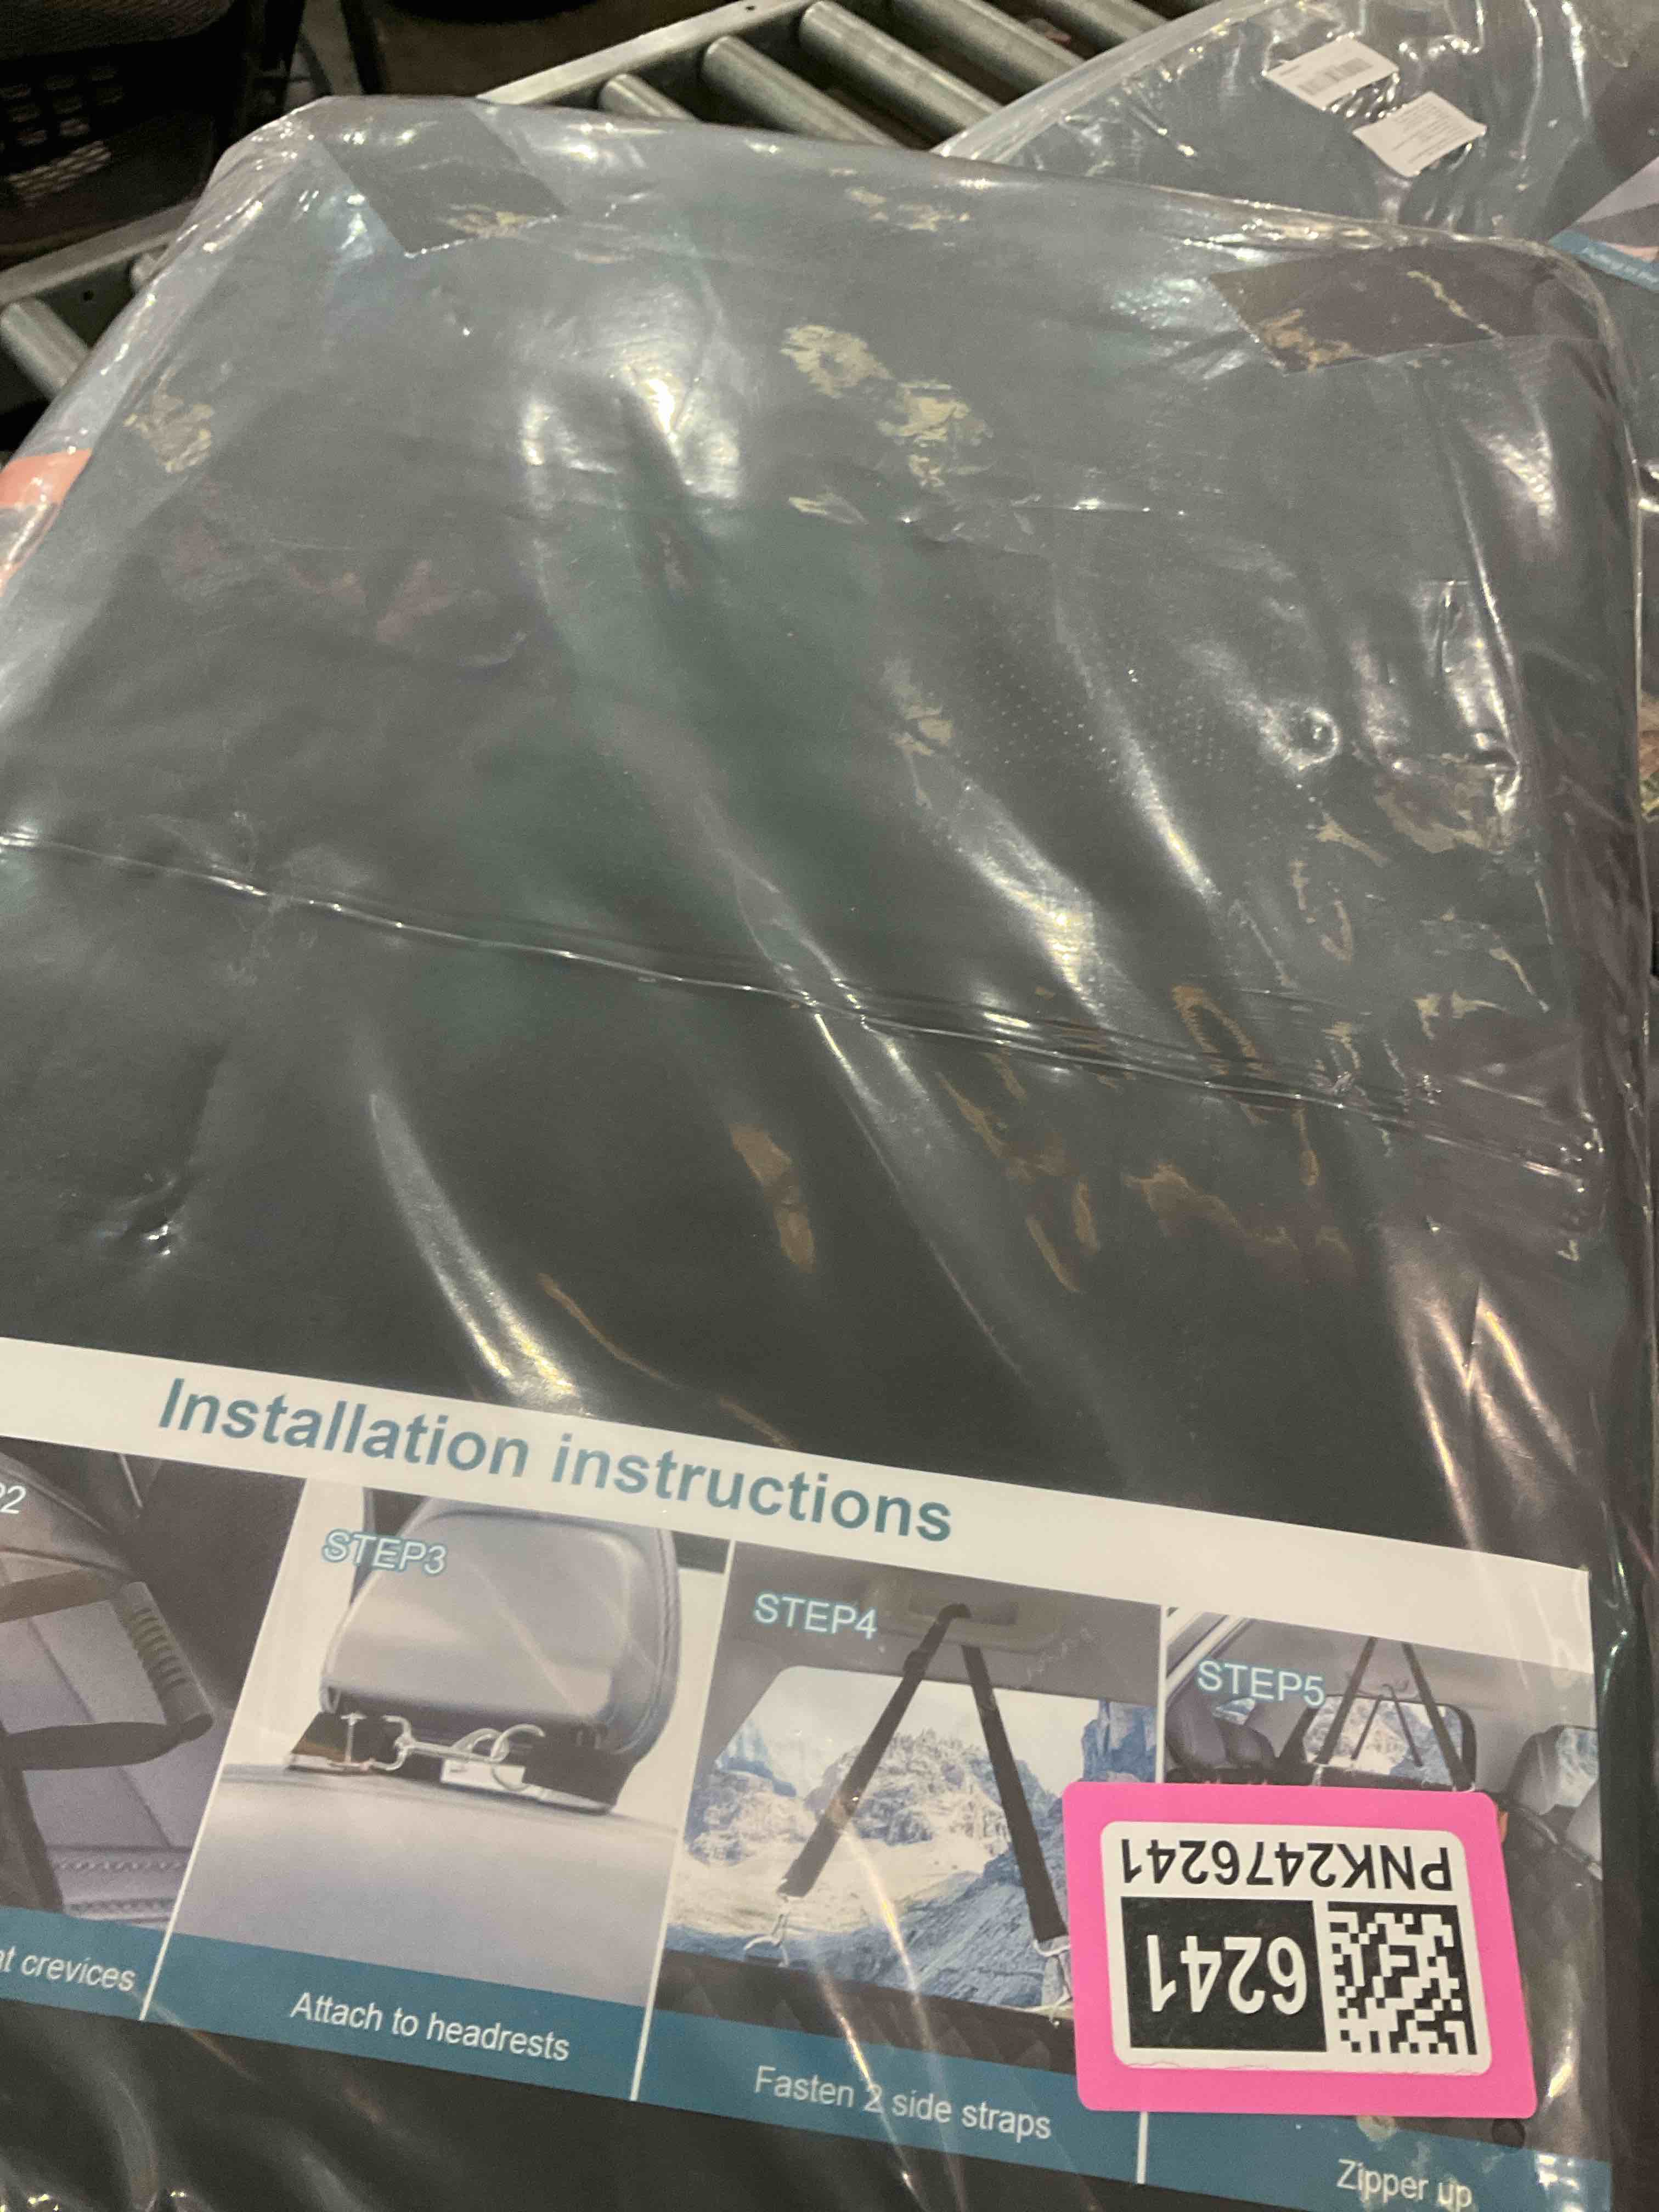 Installation instructions
STEP3
STEP4
STEP5
crevices
Attach to headrests
Fasten 2 side straps
Zipper up
PNK2476241
6241